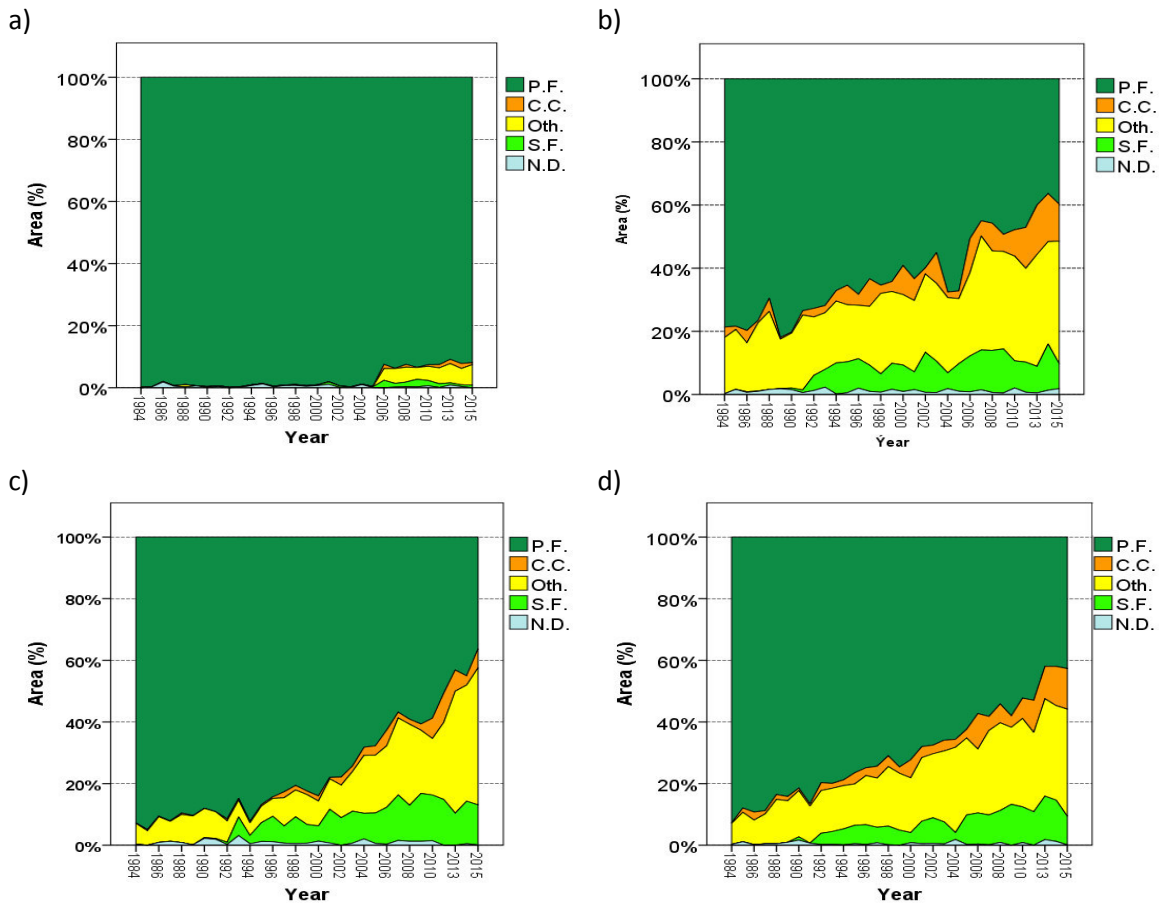 a)
100%
80%
60%
40%
20%
0%
Area (%)
1984 1986 1988 1990 1992 1994 1996 1998 2000 2002 2004 2006 2008 2010 2013 2015
Year
P.F.
C.C.
Oth.
S.F.
N.D.
b)
100%
80%
60%
40%
20%
0%
Area (%)
1984 1986 1988 1990 1992 1994 1996 1998 2000 2002 2004 2006 2008 2010 2013 2015
Year
P.F.
C.C.
Oth.
S.F.
N.D.
c)
100%
80%
60%
40%
20%
0%
Area (%)
1984 1986 1988 1990 1992 1994 1996 1998 2000 2002 2004 2006 2008 2010 2013 2015
Year
P.F.
C.C.
Oth.
S.F.
N.D.
d)
100%
80%
60%
40%
20%
0%
Area (%)
1984 1986 1988 1990 1992 1994 1996 1998 2000 2002 2004 2006 2008 2010 2013 2015
Year
P.F.
C.C.
Oth.
S.F.
N.D.